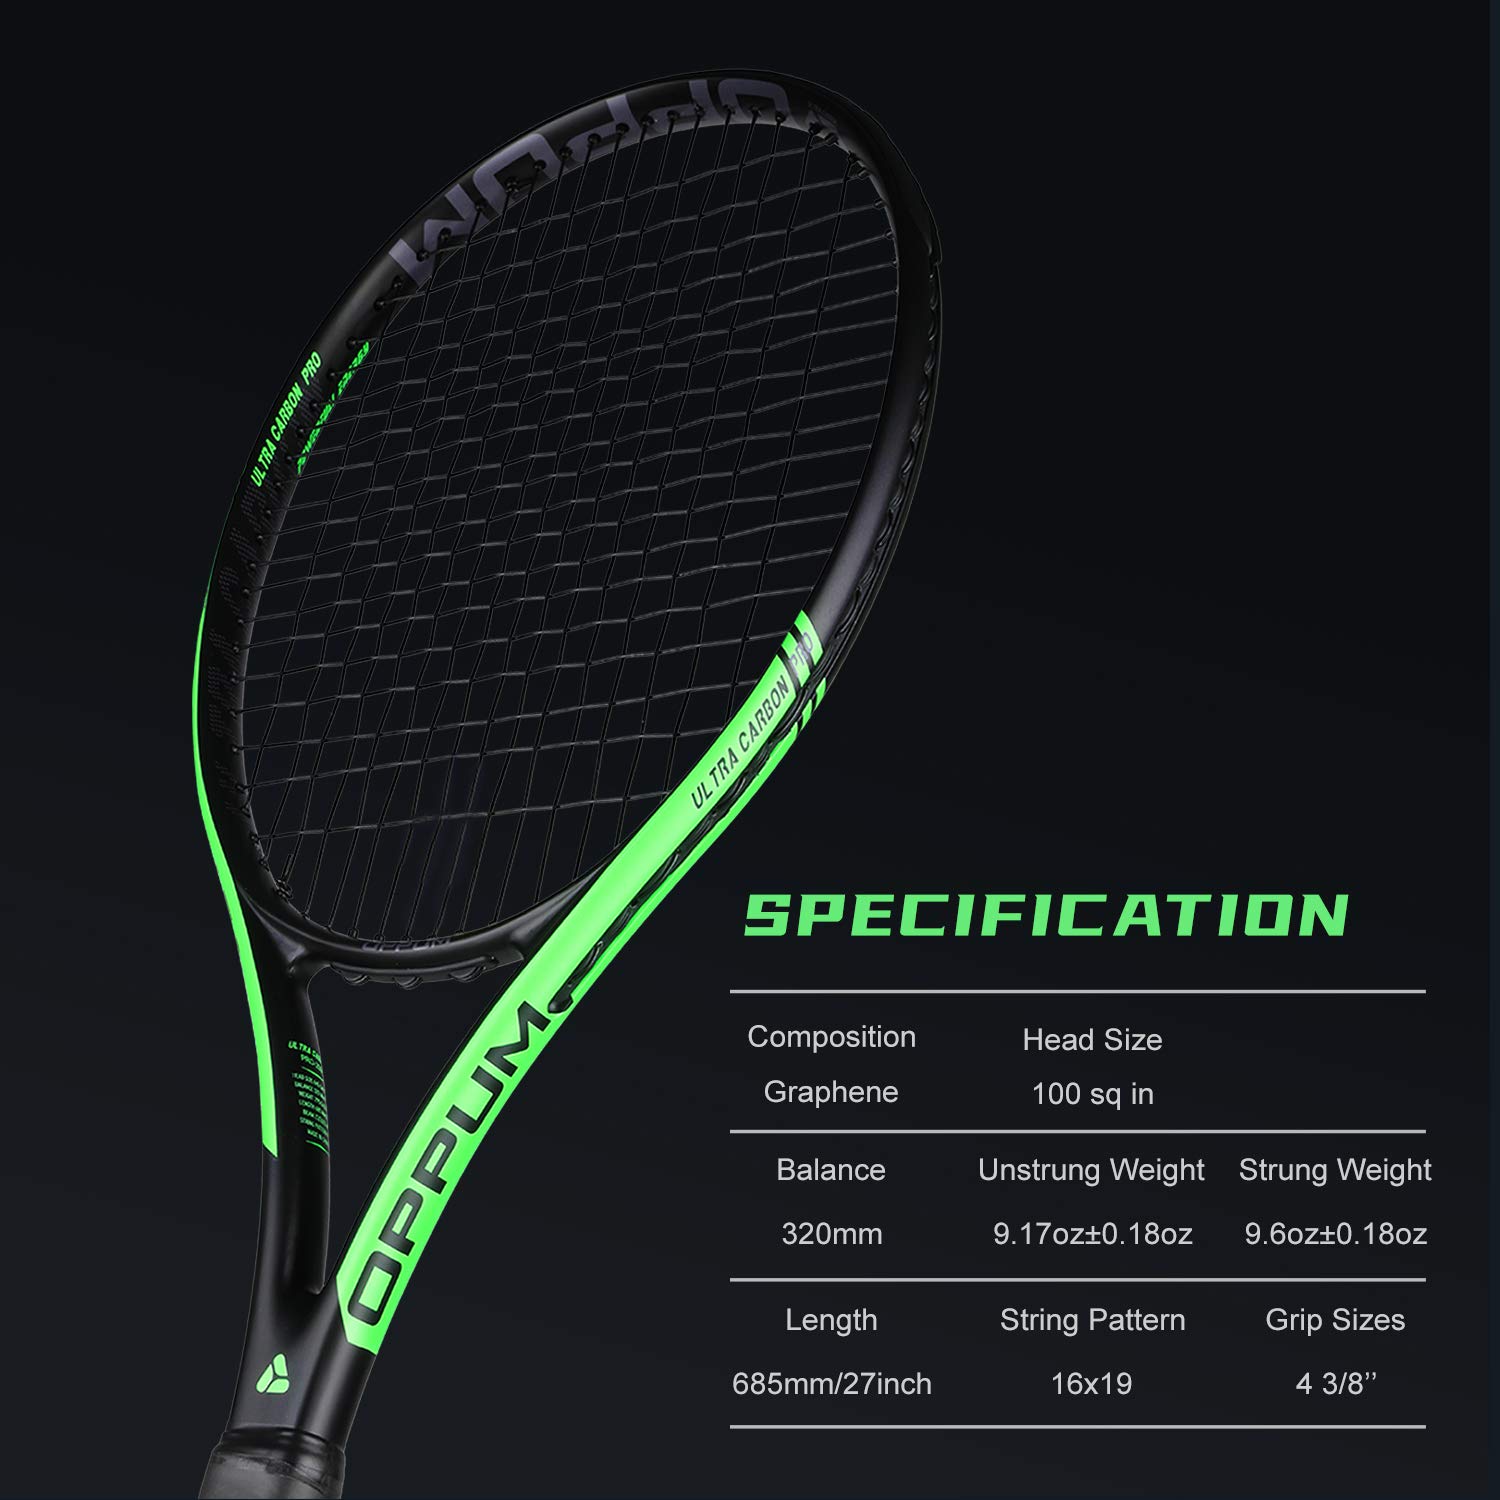 OPPUM
ULTRA CARBON PRO
ULTRA CARBON PRO
OPPUM
SPECIFICATION
Composition
Head Size
Graphene
100 sq in
Balance
Unstrung Weight
Strung Weight
320mm
9.17oz±0.18oz
9.6oz±0.18oz
Length
String Pattern
Grip Sizes
685mm/27inch
16x19
4 3/8’’